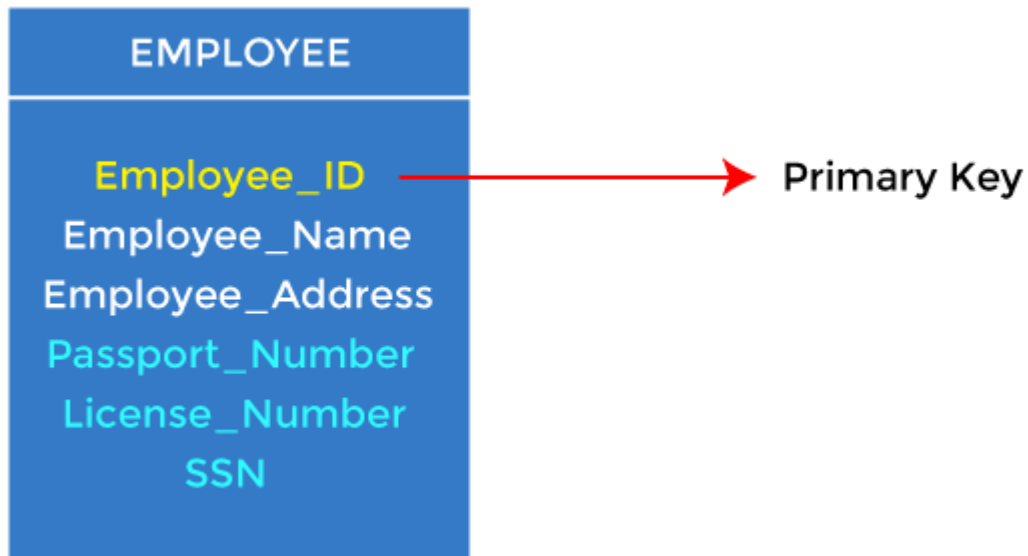 EMPLOYEE
Employee_ID
Primary Key
Employee_Name
Employee_Address
Passport_Number
License_Number
SSN